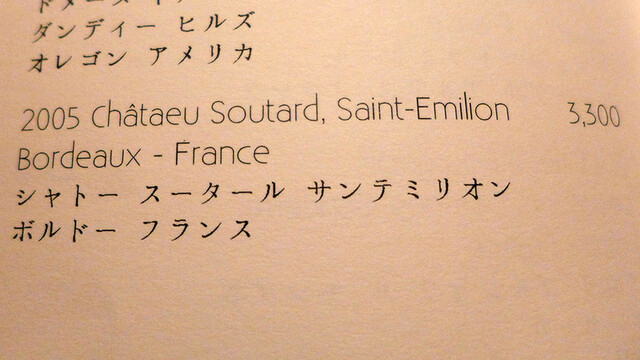 ダンディー ヒルズ
オレゴン アメリカ
2005 Châtaeu Soutard, Saint-Emilion 3,300
Bordeaux - France
シャトー スータール サンテミリオン
ボルドー フランス